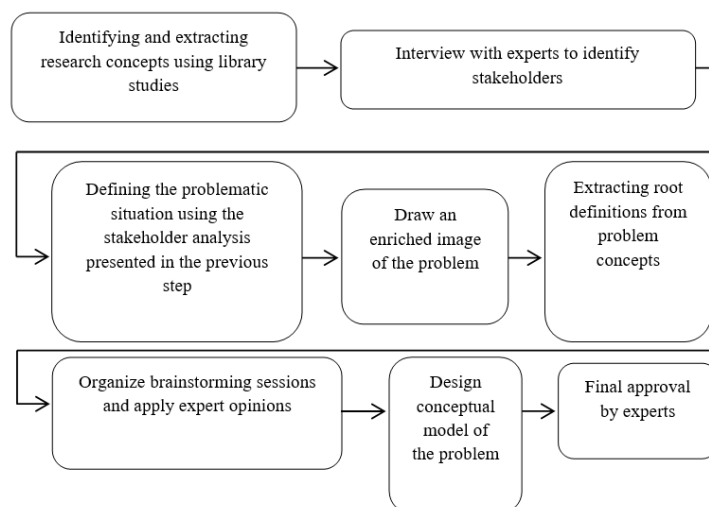 Identifying and extracting
research concepts using library
studies
Interview with experts to identify
stakeholders
Defining the problematic
situation using the
stakeholder analysis
presented in the previous
step
Draw an
enriched image
of the problem
Extracting root
definitions from
problem
concepts
Organize brainstorming sessions
and apply expert opinions
Design
conceptual
model of
the problem
Final approval
by experts